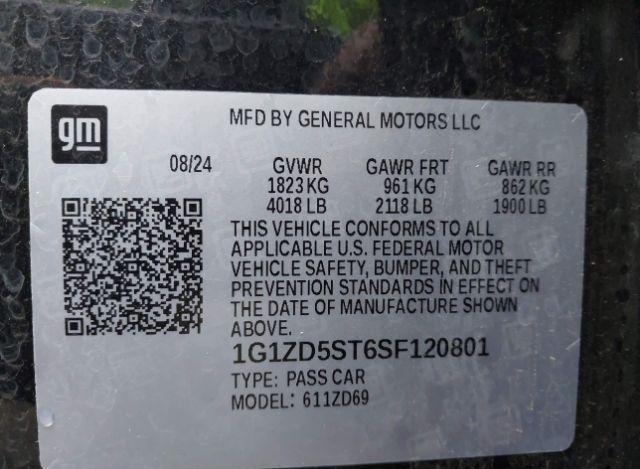 gm
MFD BY GENERAL MOTORS LLC
08/24 GVWR GAWR FRT GAWR RR
1823 KG 961 KG 862 KG
4018 LB 2118 LB 1900 LB
THIS VEHICLE CONFORMS TO ALL
APPLICABLE U.S. FEDERAL MOTOR
VEHICLE SAFETY, BUMPER, AND THEFT
PREVENTION STANDARDS IN EFFECT ON
THE DATE OF MANUFACTURE SHOWN
ABOVE.
1G1ZD5ST6SF120801
TYPE: PASS CAR
MODEL: 611ZD69